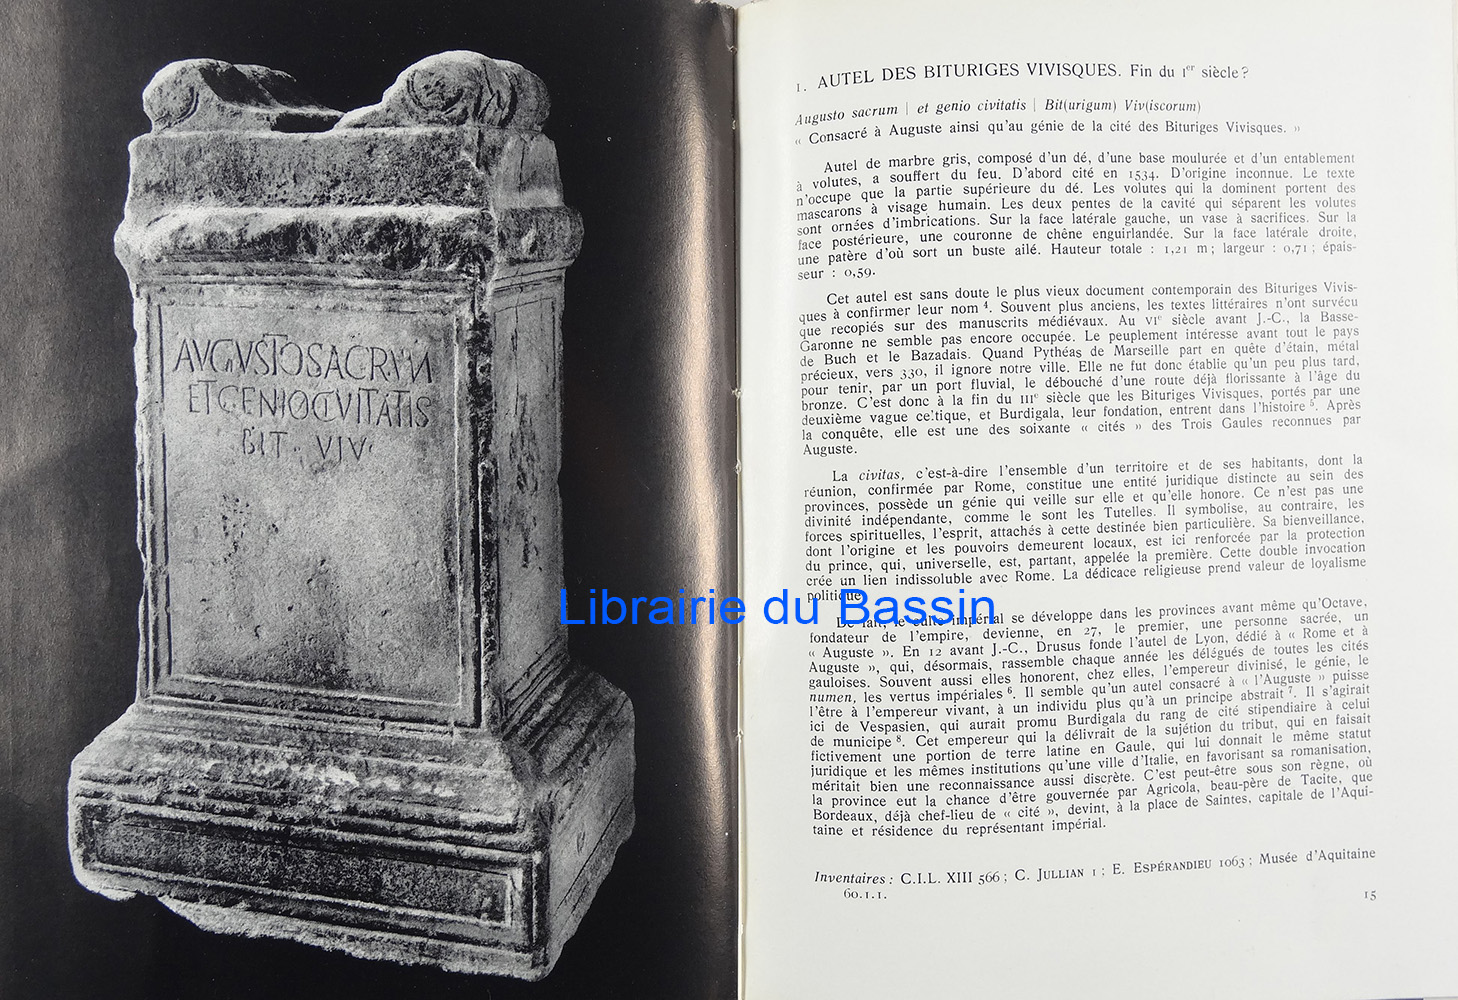 AVGVSTOSACRVM
ETGENIOCIVITATIS
BIT · VIV ·
1. AUTEL DES BITURIGES VIVISQUES. Fin du Ier siècle?
Augusto sacrum | et genio civitatis | Bit(urigum) Viv(iscorum)
« Consacré à Auguste ainsi qu'au génie de la cité des Bituriges Vivisques. »
Autel de marbre gris, composé d'un dé, d'une base moulurée et d'un entablement
à volutes, a souffert du feu. D'abord cité en 1534. D'origine inconnue. Le texte
n'occupe que la partie supérieure du dé. Les volutes qui la dominent portent des
mascarons à visage humain. Les deux pentes de la cavité qui séparent les volutes
sont ornées d'imbrications. Sur la face latérale gauche, un vase à sacrifices. Sur la
face postérieure, une couronne de chêne enguirlandée. Sur la face latérale droite,
une patère d'où sort un buste ailé. Hauteur totale : 1,21 m; largeur : 0,71; épais-
seur : 0,59.
Cet autel est sans doute le plus vieux document contemporain des Bituriges Vivis-
ques à confirmer leur nom 4. Souvent plus anciens, les textes littéraires n'ont survécu
que recopiés sur des manuscrits médiévaux. Au VIe siècle avant J.-C., la Basse-
Garonne ne semble pas encore occupée. Le peuplement intéresse avant tout le pays
de Buch et le Bazadais. Quand Pythéas de Marseille part en quête d'étain, métal
précieux, vers 330, il ignore notre ville. Elle ne fut donc établie qu'un peu plus tard,
pour tenir, par un port fluvial, le débouché d'une route déjà florissante à l'âge du
bronze. C'est donc à la fin du IIIe siècle que les Bituriges Vivisques, portés par une
deuxième vague celtique, et Burdigala, leur fondation, entrent dans l'histoire 5. Après
la conquête, elle est une des soixante « cités » des Trois Gaules reconnues par
Auguste.
La civitas, c'est-à-dire l'ensemble d'un territoire et de ses habitants, dont la
réunion, confirmée par Rome, constitue une entité juridique distincte au sein des
provinces, possède un génie qui veille sur elle et qu'elle honore. Ce n'est pas une
divinité indépendante, comme le sont les Tutelles. Il symbolise, au contraire, les
forces spirituelles, l'esprit, attachés à cette destinée bien particulière. Sa bienveillance,
dont l'origine et les pouvoirs demeurent locaux, est ici renforcée par la protection
du prince, qui, universelle, est, partant, appelée la première. Cette double invocation
crée un lien indissoluble avec Rome. La dédicace religieuse prend valeur de loyalisme
politique.
Librairie du Bassin
De fait, le culte impérial se développe dans les provinces avant même qu'Octave,
fondateur de l'empire, devienne, en 27, le premier, une personne sacrée, un
« Auguste ». En 12 avant J.-C., Drusus fonde l'autel de Lyon, dédié à « Rome et à
Auguste », qui, désormais, rassemble chaque année les délégués de toutes les cités
gauloises. Souvent aussi elles honorent, chez elles, l'empereur divinisé, le génie, le
numen, les vertus impériales 6. Il semble qu'un autel consacré à « l'Auguste » puisse
l'être à l'empereur vivant, à un individu plus qu'à un principe abstrait 7. Il s'agirait
ici de Vespasien, qui aurait promu Burdigala du rang de cité stipendiaire à celui
de municipe 8. Cet empereur qui la délivrait de la sujétion du tribut, qui en faisait
fictivement une portion de terre latine en Gaule, qui lui donnait le même statut
juridique et les mêmes institutions qu'une ville d'Italie, en favorisant sa romanisation,
méritait bien une reconnaissance aussi discrète. C'est peut-être sous son règne, où
la province eut la chance d'être gouvernée par Agricola, beau-père de Tacite, que
Bordeaux, déjà chef-lieu de « cité », devint, à la place de Saintes, capitale de l'Aqui-
taine et résidence du représentant impérial.
Inventaires : C.I.L. XIII 566; C. JULLIAN 1; E. ESPÉRANDIEU 1063; Musée d'Aquitaine
60.1.1.
15